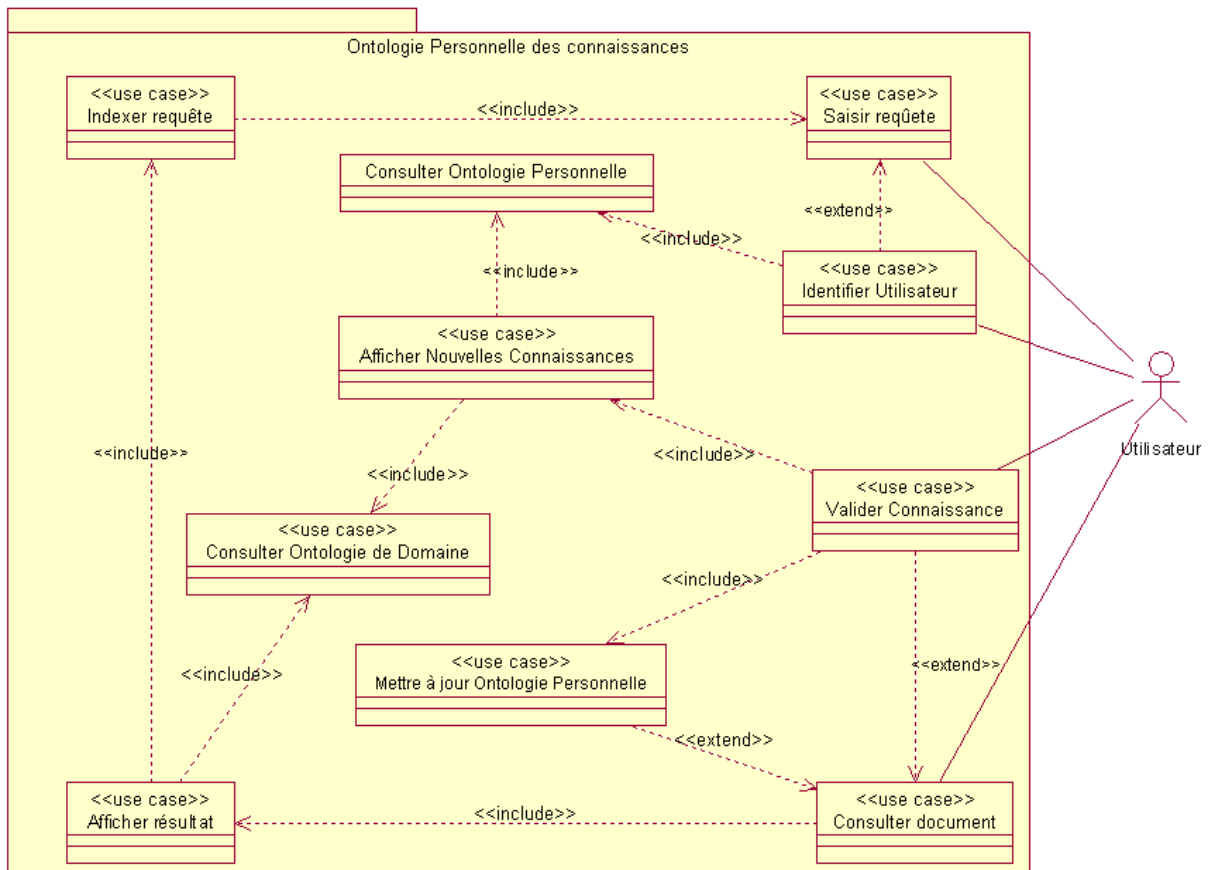 Ontologie Personnelle des connaissances
<<use case>>
Indexer requête
<<include>>
<<use case>>
Saisir reqûete
Consulter Ontologie Personnelle
<<extend>>
<<include>>
<<include>>
<<use case>>
Identifier Utilisateur
<<use case>>
Afficher Nouvelles Connaissances
Utilisateur
<<include>>
<<include>>
<<include>>
<<use case>>
Valider Connaissance
<<use case>>
Consulter Ontologie de Domaine
<<include>>
<<use case>>
Mettre à jour Ontologie Personnelle
<<include>>
<<extend>>
<<extend>>
<<use case>>
Afficher résultat
<<include>>
<<use case>>
Consulter document